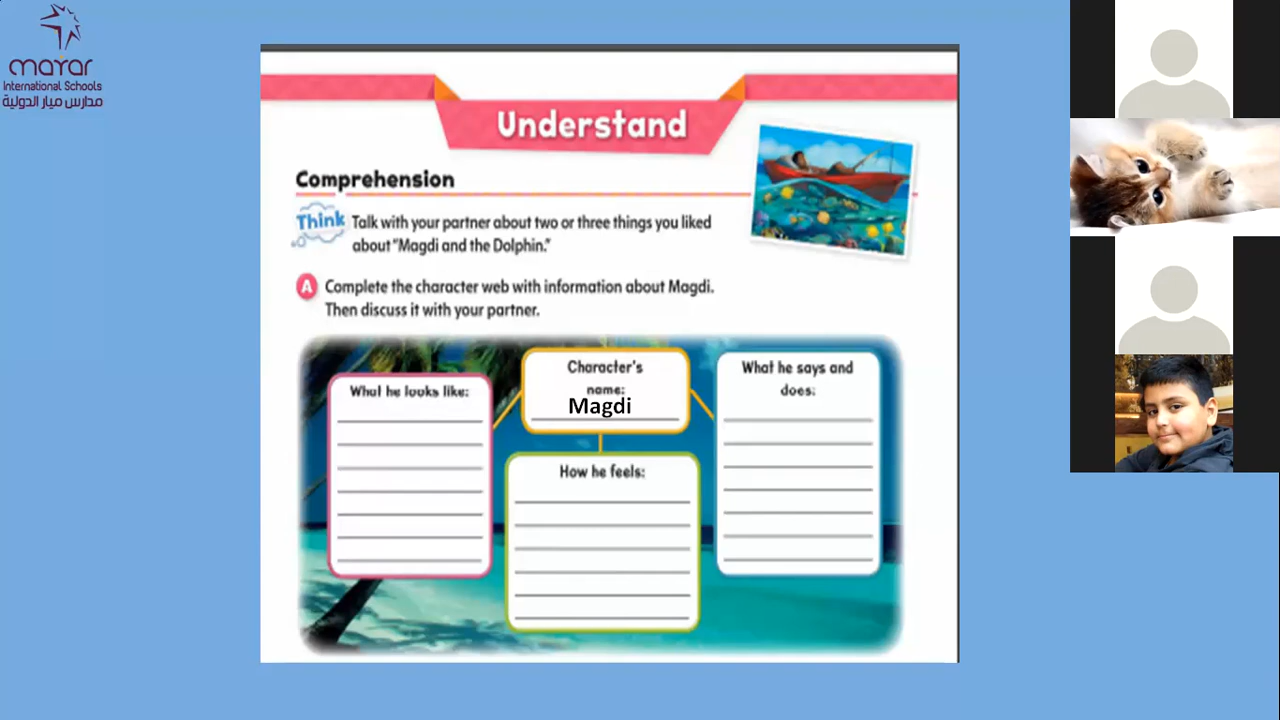 mayar
International Schools
مدارس ميار الدولية
Understand
Comprehension
Think Talk with your partner about two or three things you liked
about "Magdi and the Dolphin."
A Complete the character web with information about Magdi.
Then discuss it with your partner.
What he looks like:
Character's
name:
Magdi
How he feels:
What he says and
does: